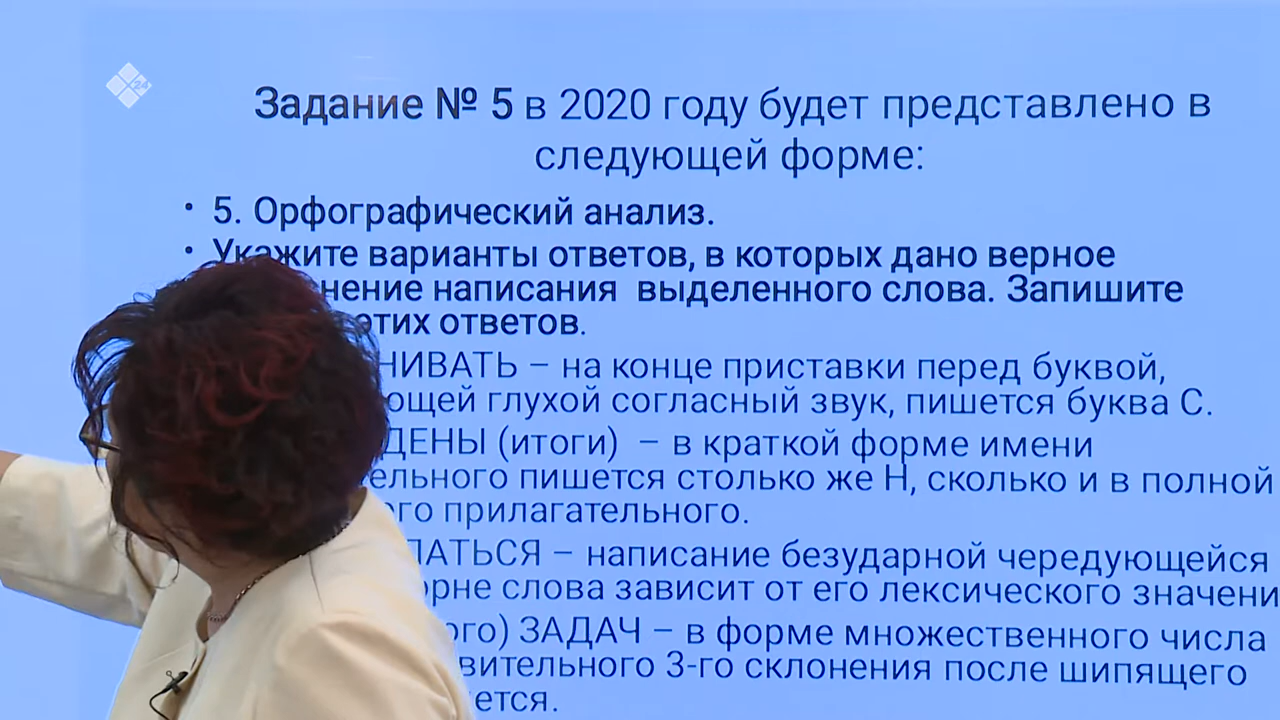 24
Задание № 5 в 2020 году будет представлено в
следующей форме:
• 5. Орфографический анализ.
• Укажите варианты ответов, в которых дано верное
нение написания выделенного слова. Запишите
этих ответов.
НИВАТЬ – на конце приставки перед буквой,
ющей глухой согласный звук, пишется буква С.
ДЕНЫ (итоги) – в краткой форме имени
ельного пишется столько же Н, сколько и в полной
ого прилагательного.
ЛАТЬСЯ – написание безударной чередующейся
орне слова зависит от его лексического значени
ого) ЗАДАЧ – в форме множественного числа
вительного 3-го склонения после шипящего
ется.